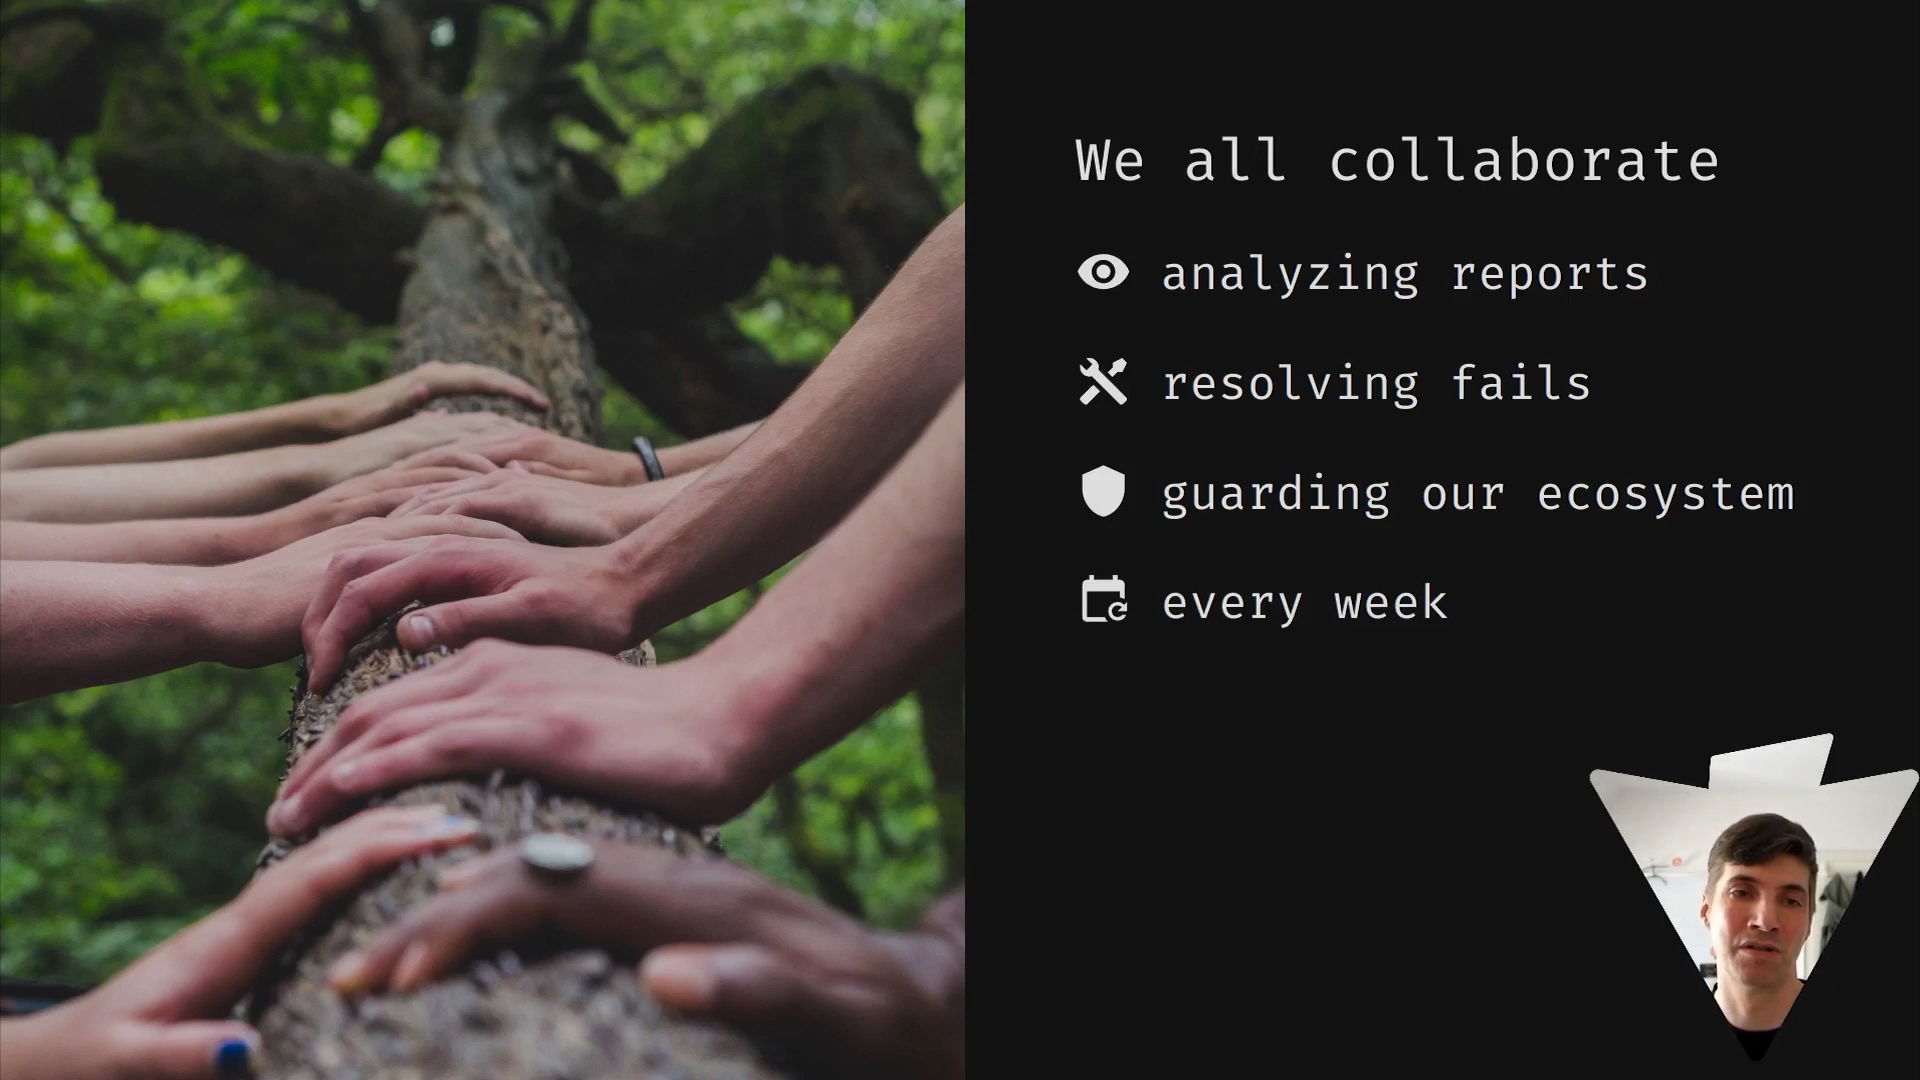 We all collaborate
analyzing reports
resolving fails
guarding our ecosystem
every week